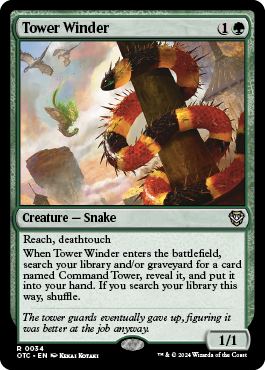 Tower Winder 1
Creature — Snake
Reach, deathtouch
When Tower Winder enters the battlefield,
search your library and/or graveyard for a card
named Command Tower, reveal it, and put it
into your hand. If you search your library this
way, shuffle.
The tower guards eventually gave up, figuring it
was better at the job anyway.
1/1
R 0034
OTC • EN Kekai Kotaki
™ & © 2024 Wizards of the Coast